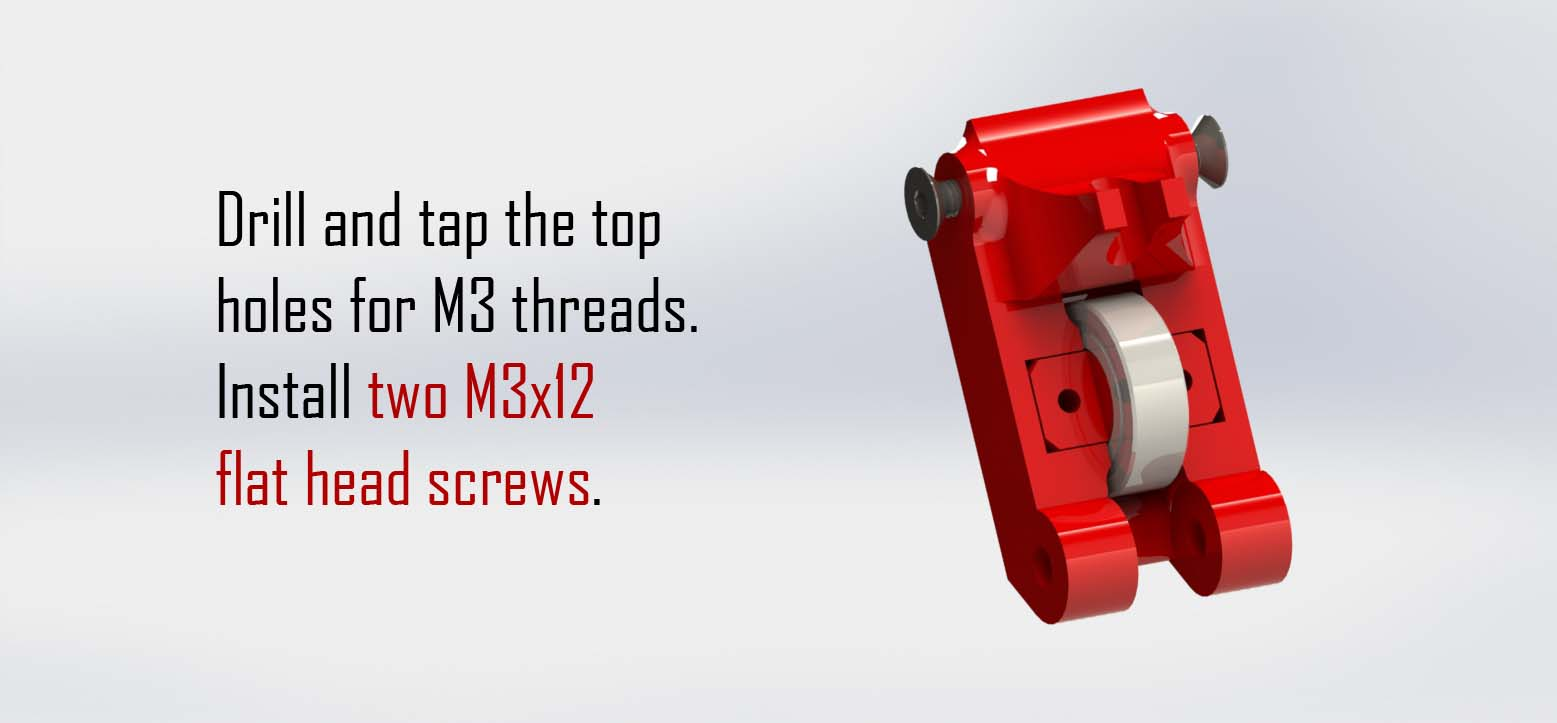 Drill and tap the top
holes for M3 threads.
Install two M3x12
flat head screws.